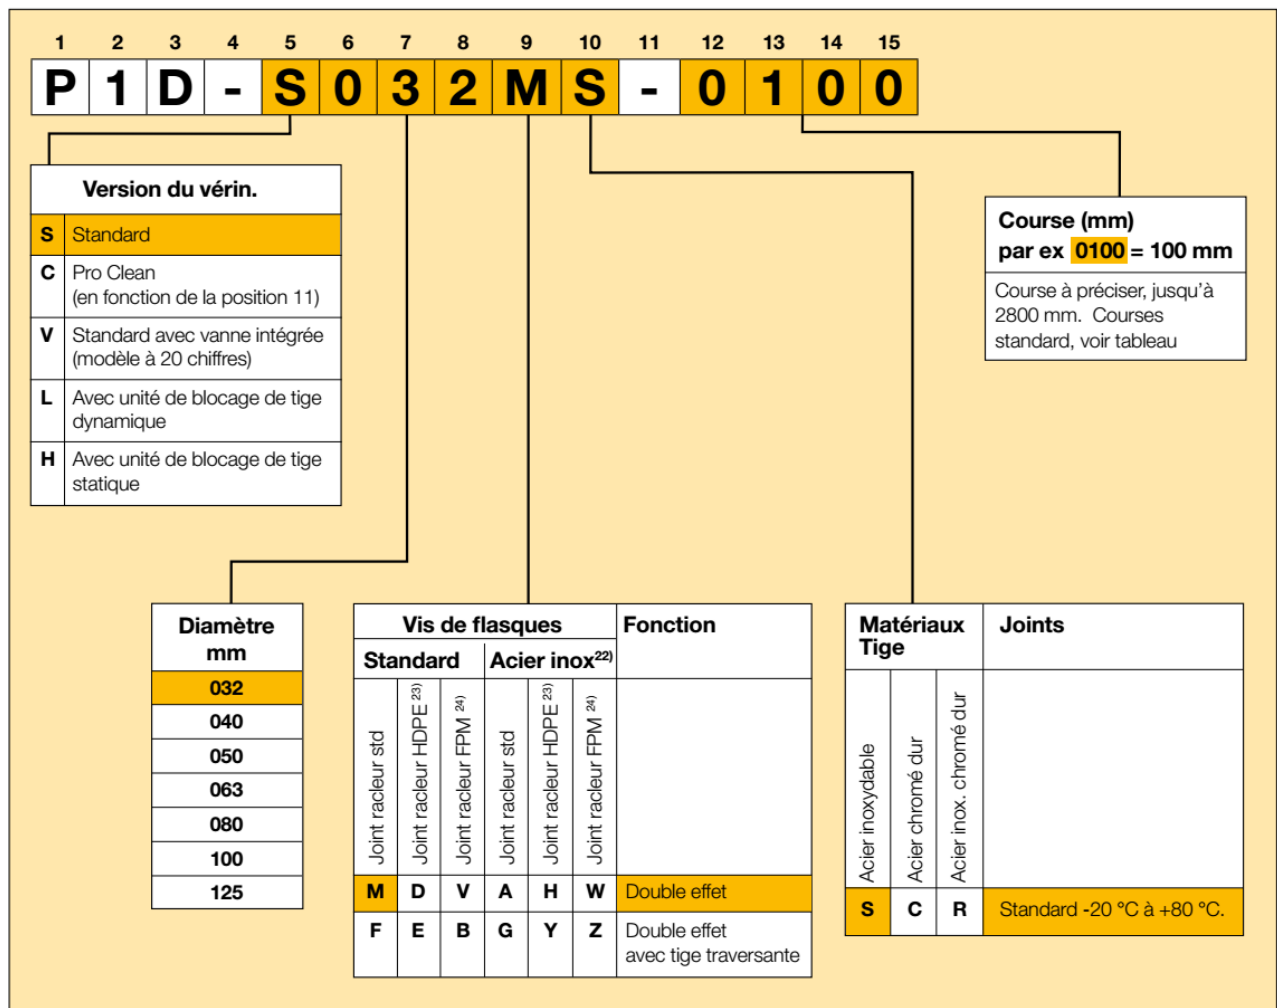 1 2 3 4 5 6 7 8 9 10 11 12 13 14 15
P 1 D - S 0 3 2 M S - 0 1 0 0
Version du vérin.
S Standard
C Pro Clean
(en fonction de la position 11)
V Standard avec vanne intégrée
(modèle à 20 chiffres)
L Avec unité de blocage de tige
dynamique
H Avec unité de blocage de tige
statique
Course (mm)
par ex 0100 = 100 mm
Course à préciser, jusqu'à
2800 mm. Courses
standard, voir tableau
Diamètre
mm
032
040
050
063
080
100
125
Vis de flasques
Fonction
Standard
Acier inox22)
Joint racleur std
Joint racleur HDPE 23)
Joint racleur FPM 24)
Joint racleur std
Joint racleur HDPE 23)
Joint racleur FPM 24)
M D V A H W Double effet
F E B G Y Z Double effet
avec tige traversante
Matériaux
Tige
Joints
Acier inoxydable
Acier chromé dur
Acier inox. chromé dur
S C R Standard -20 °C à +80 °C.